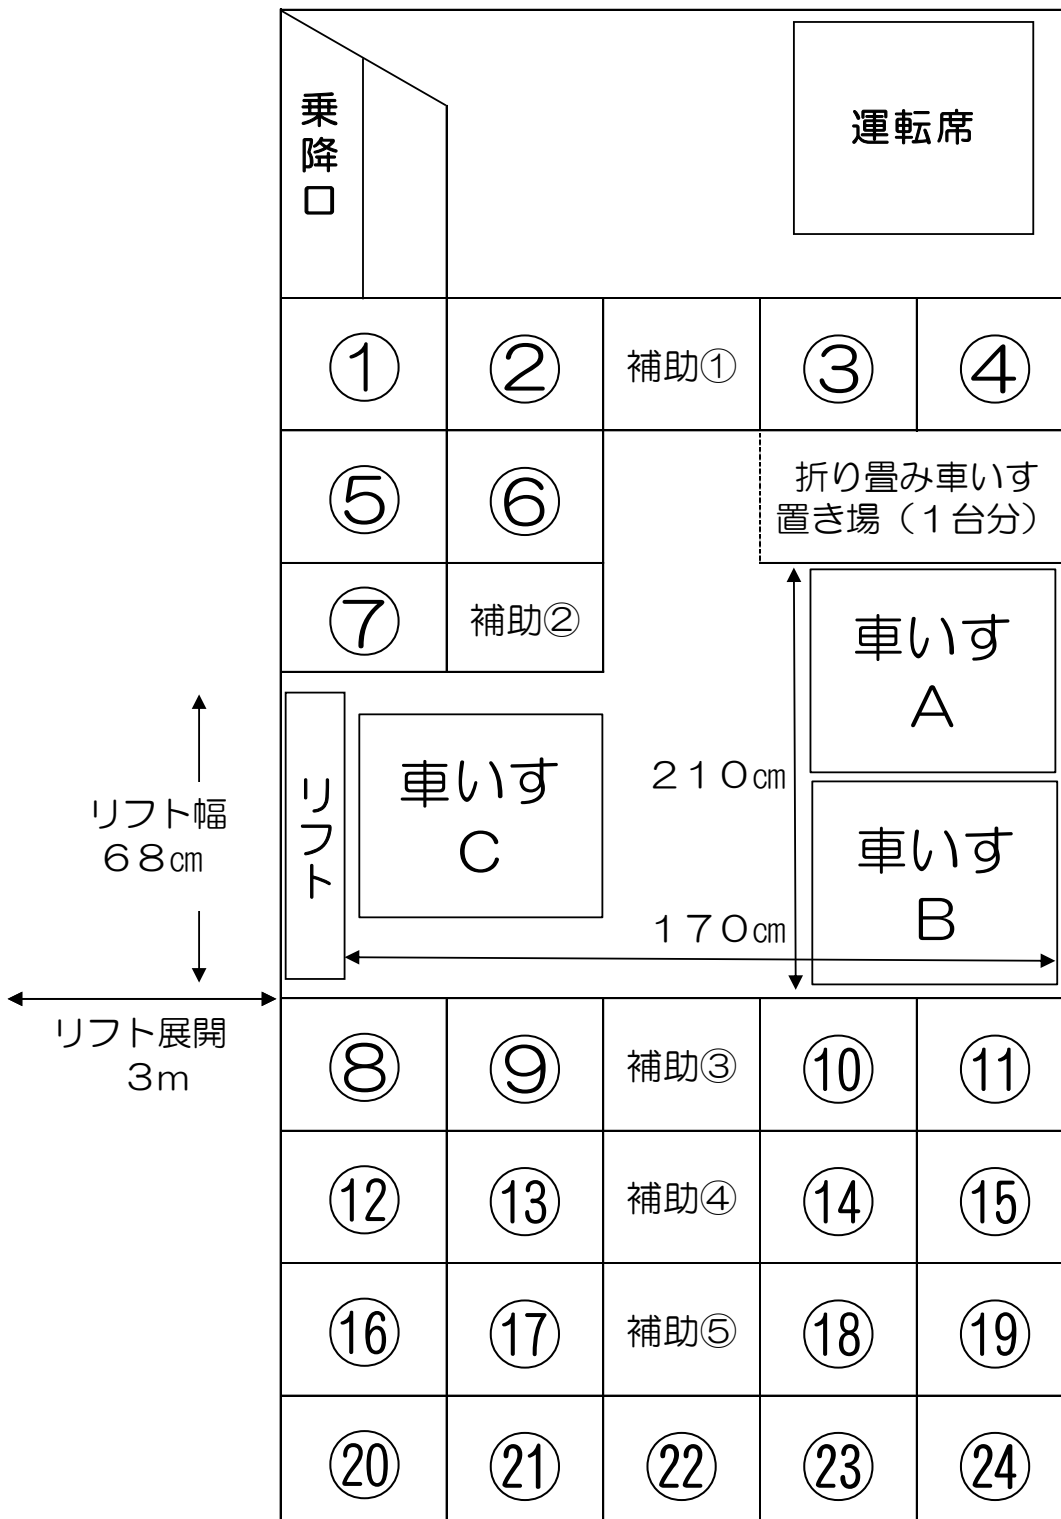 乗降口
運転席
①
②
補助①
③
④
⑤
⑥
折り畳み車いす
置き場（１台分）
⑦
補助②
車いす
A
リフト
車いす
C
２１０㎝
リフト幅
６８㎝
車いす
B
１７０㎝
リフト展開
３ｍ
⑧
⑨
補助③
⑩
⑪
⑫
⑬
補助④
⑭
⑮
⑯
⑰
補助⑤
⑱
⑲
⑳
㉑
㉒
㉓
㉔